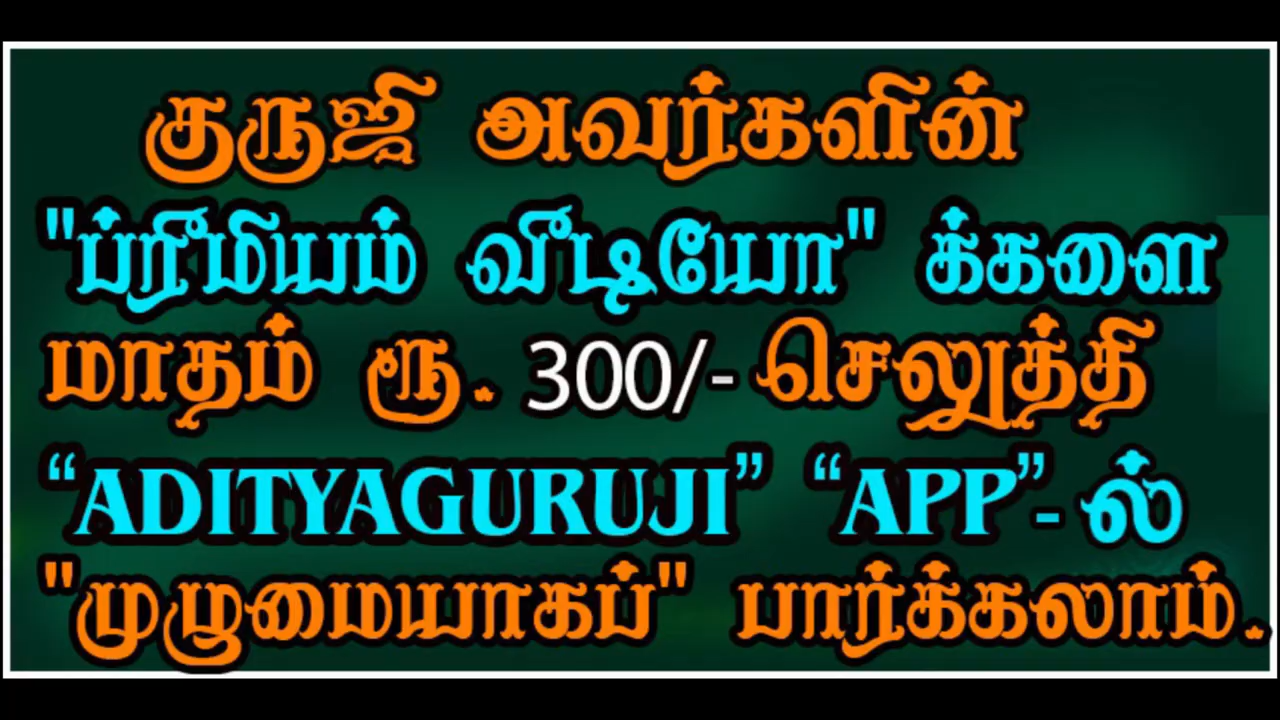 குருஜி அவர்களின்
"ப்ரீமியம் வீடியோ" க்களை
மாதம் ரூ. 300/- செலுத்தி
“ADITYAGURUJI” “APP”- ல்
"முழுமையாகப்" பார்க்கலாம்.